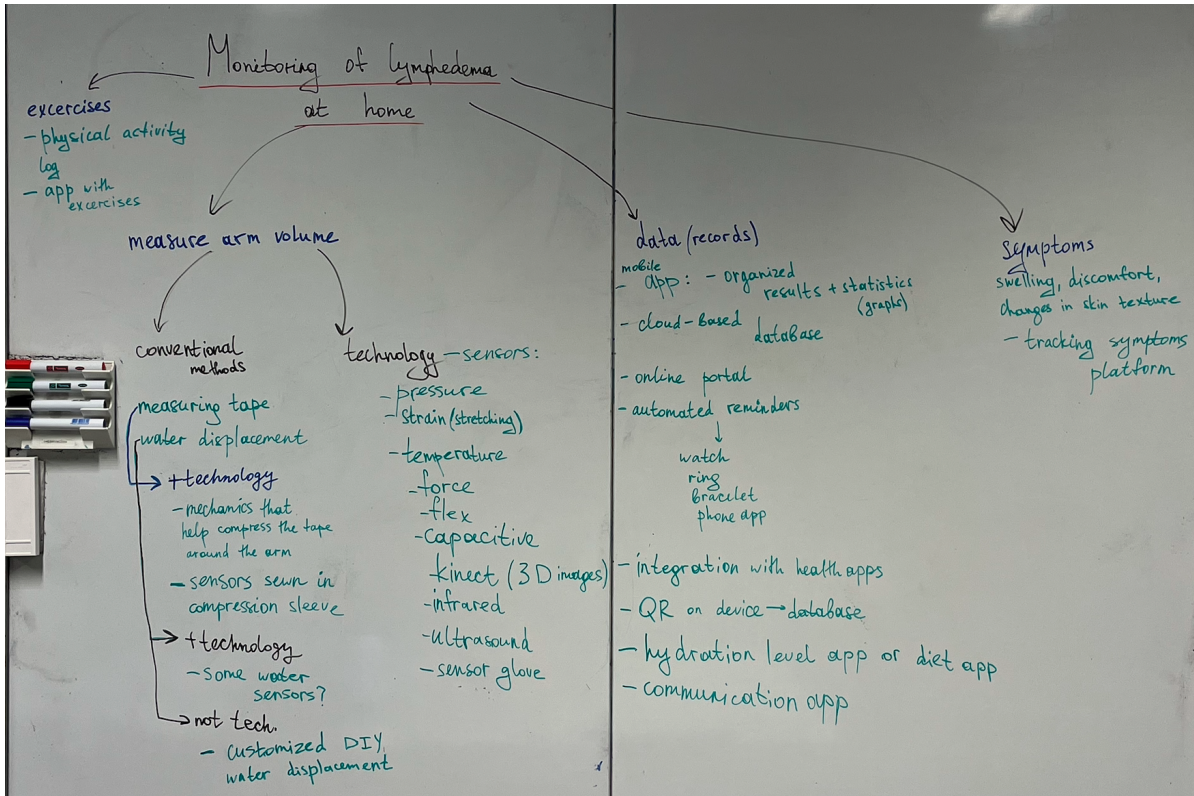 Monitoring of lymphedema
at home
excercises
- physical activity
log
- app with
excercises
measure arm volume
conventional
methods
measuring tape
water displacement
+technology
- mechanics that
help compress the tape
around the arm
- sensors sewn in
compression sleeve
+technology
- some water
sensors?
not tech.
- customized DIY
water displacement
technology - sensors:
- pressure
- strain (stretching)
- temperature
- force
- flex
- capacitive
kinect (3D images)
- infrared
- ultrasound
- sensor glove
data (records)
- mobile app: - organized
results + statistics
(graphs)
- cloud-based
database
- online portal
- automated reminders
watch
ring
bracelet
phone app
- integration with health apps
- QR on device → database
- hydration level app or diet app
- communication app
symptoms
swelling, discomfort,
changes in skin texture
- tracking symptoms
platform